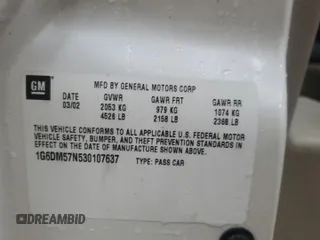 GM
MFD BY GENERAL MOTORS CORP
DATE GVWR GAWR FRT GAWR RR
03/02 2053 KG 979 KG 1074 KG
4526 LB 2158 LB 2368 LB
THIS VEHICLE CONFORMS TO ALL APPLICABLE U.S. FEDERAL MOTOR
VEHICLE SAFETY, BUMPER, AND THEFT PREVENTION STANDARDS IN
EFFECT ON THE DATE OF MANUFACTURE SHOWN ABOVE.
1G6DM57N530107637 TYPE: PASS CAR
DREAMBID